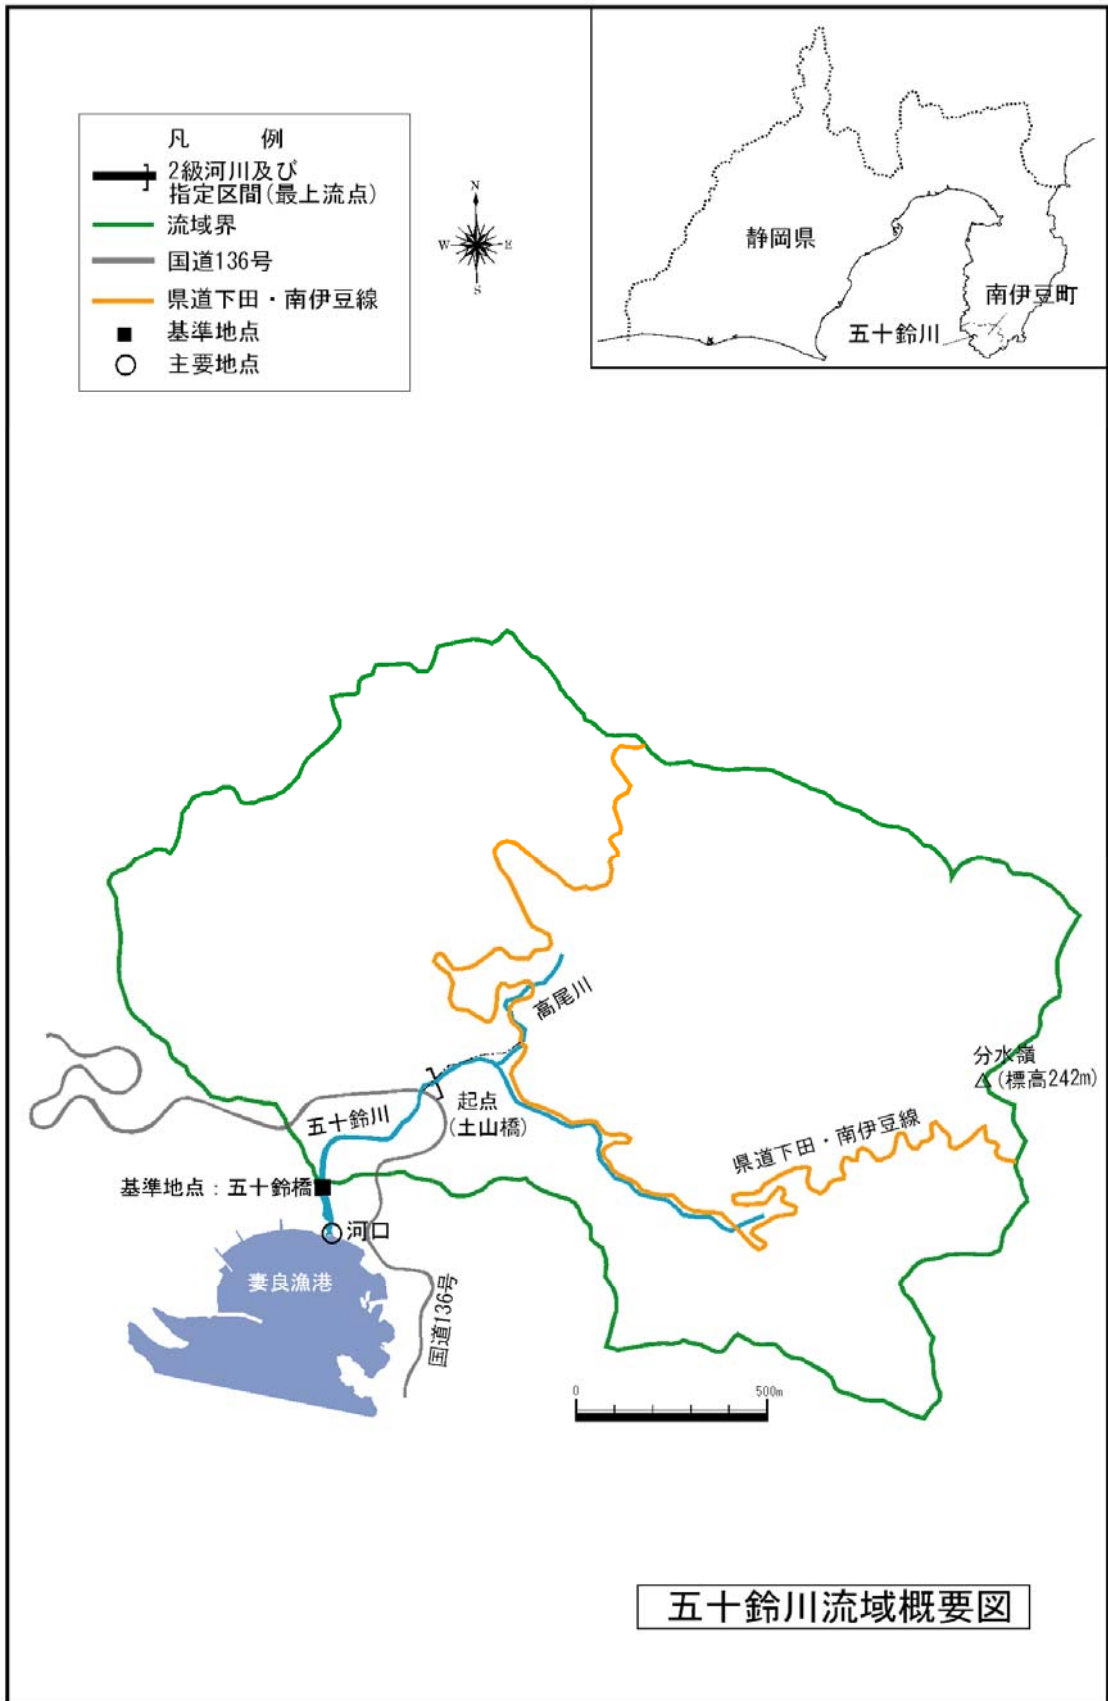 凡 例
2級河川及び
指定区間(最上流点)
流域界
国道136号
県道下田・南伊豆線
基準地点
主要地点
N
W E
S
静岡県
南伊豆町
五十鈴川
高尾川
分水嶺
(標高242m)
起点
(土山橋)
五十鈴川
県道下田・南伊豆線
基準地点:五十鈴橋
河口
妻良漁港
国道136号
0 500m
五十鈴川流域概要図